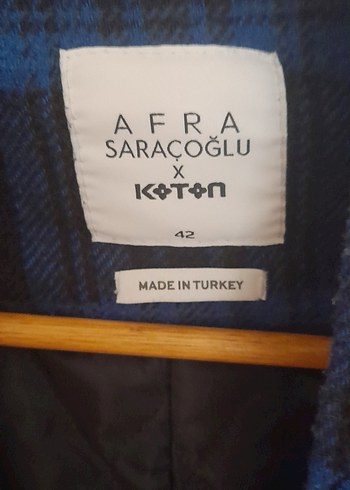 AFRA
SARAÇOĞLU
X
KOTON
42
MADE IN TURKEY